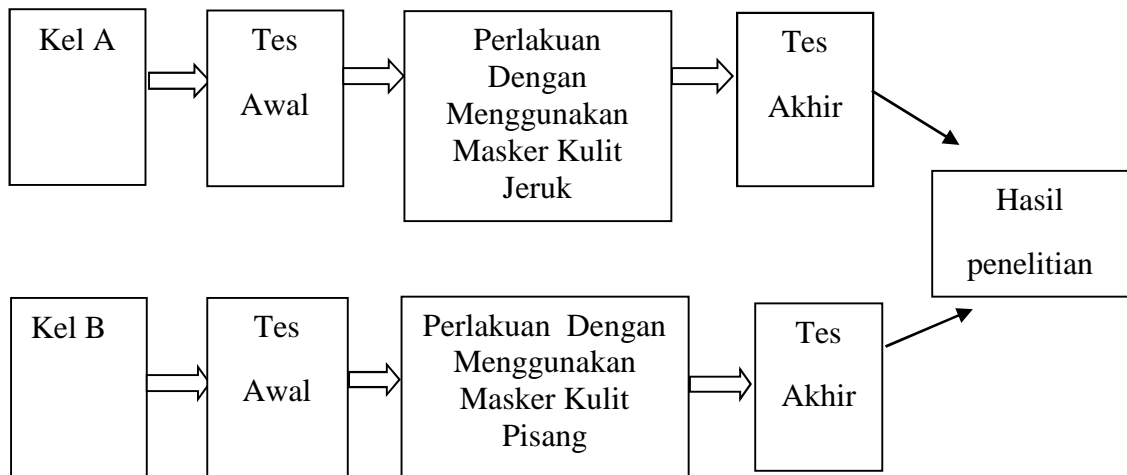 Kel A
Tes
Awal
Perlakuan
Dengan
Menggunakan
Masker Kulit
Jeruk
Tes
Akhir
Hasil
penelitian
Kel B
Tes
Awal
Perlakuan Dengan
Menggunakan
Masker Kulit
Pisang
Tes
Akhir